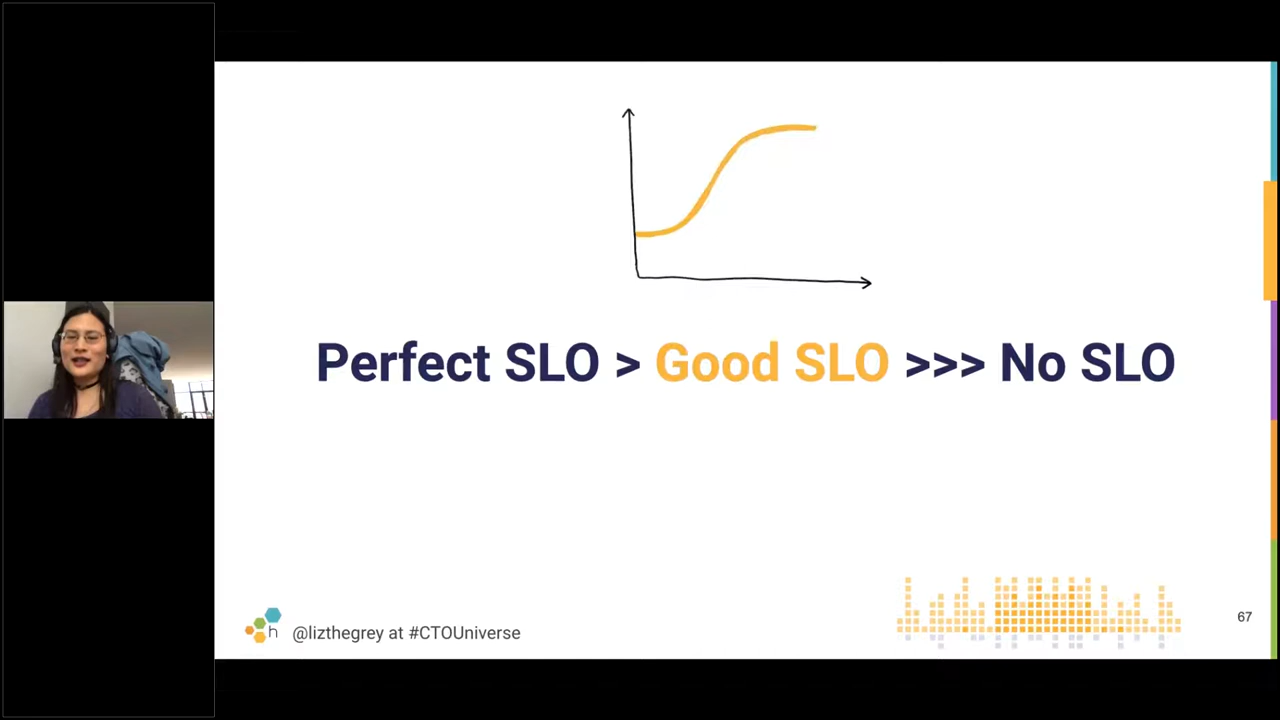 Perfect SLO > Good SLO >>> No SLO
h
@lizthegrey at #CTOUniverse
67